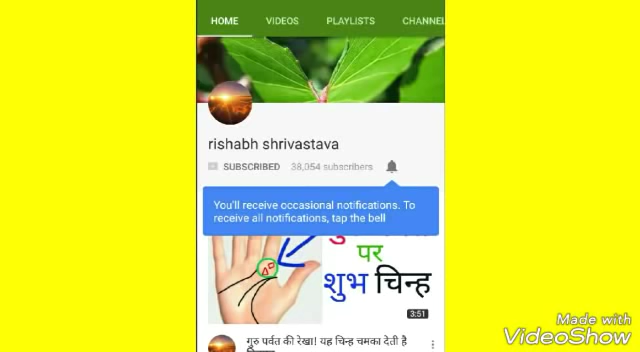 HOME VIDEOS PLAYLISTS CHANNEL
rishabh shrivastava
SUBSCRIBED 38,054 subscribers
You'll receive occasional notifications. To
receive all notifications, tap the bell
पर
शुभ चिन्ह
3:51
गुरु पर्वत की रेखा! यह चिन्ह चमका देती है
Made with
VideoShow